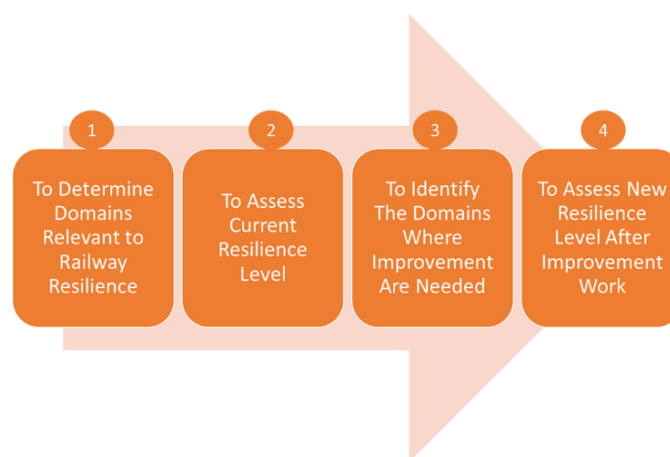 1
To Determine
Domains
Relevant to
Railway
Resilience
2
To Assess
Current
Resilience
Level
3
To Identify
The Domains
Where
Improvement
Are Needed
4
To Assess New
Resilience
Level After
Improvement
Work